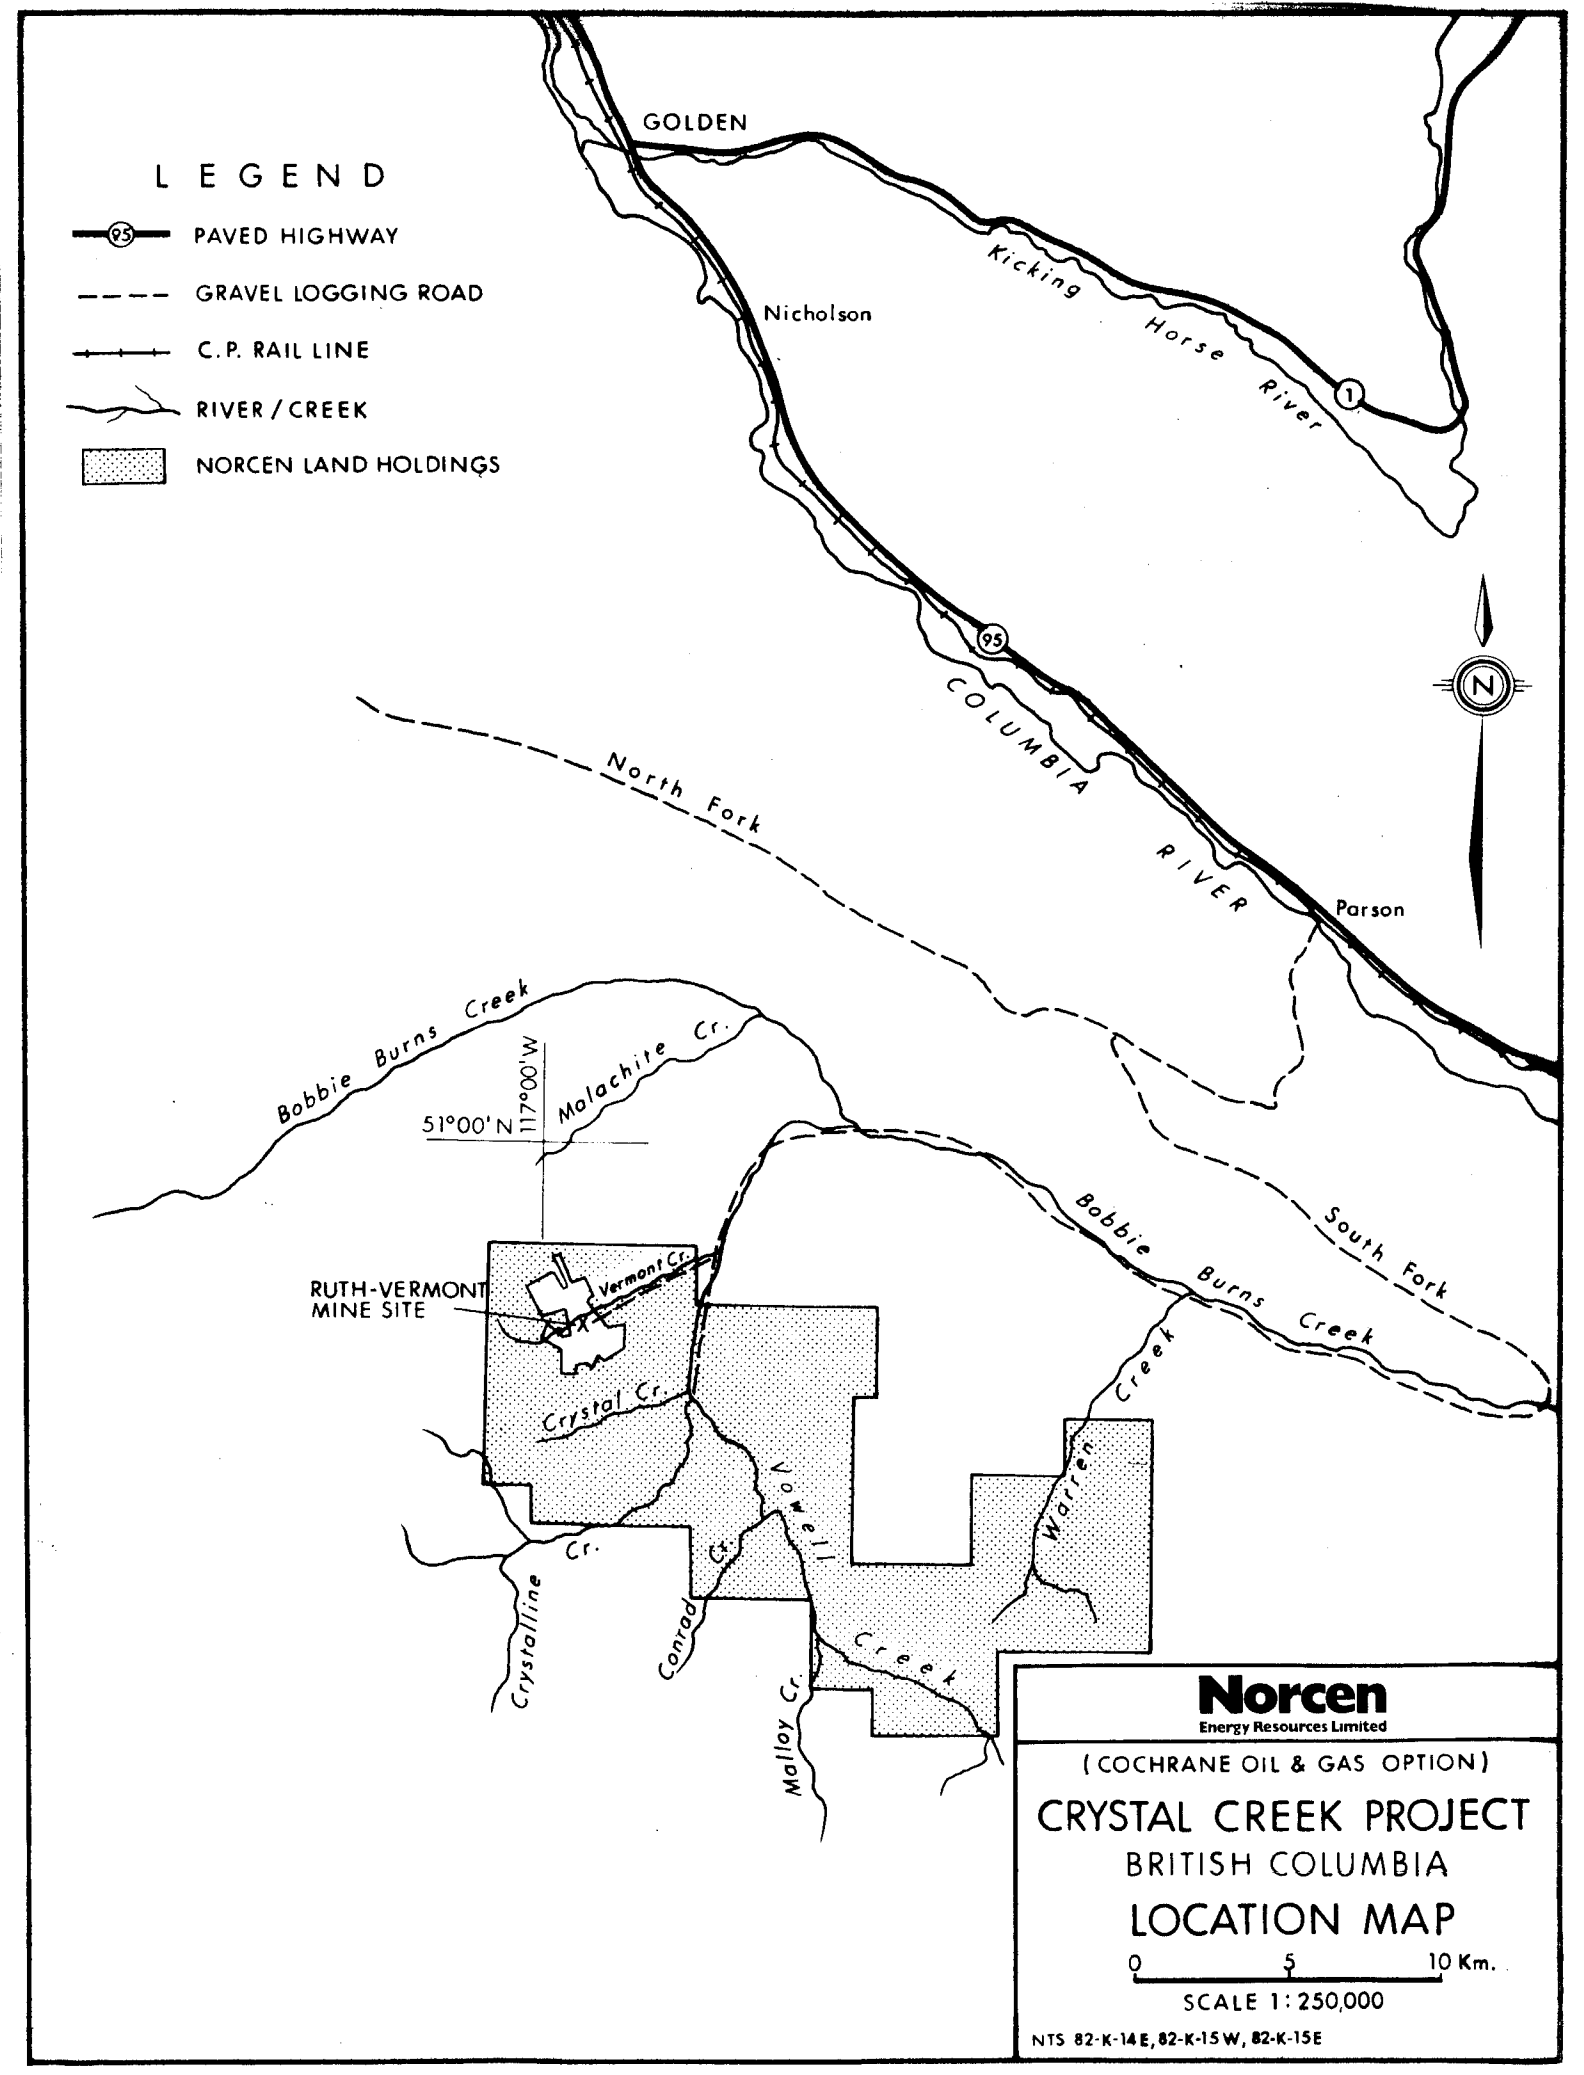 GOLDEN
LEGEND
95 PAVED HIGHWAY
GRAVEL LOGGING ROAD
C.P. RAIL LINE
RIVER / CREEK
NORCEN LAND HOLDINGS
Kicking Horse River
1
Nicholson
95
COLUMBIA RIVER
N
North Fork
Parson
Bobbie Burns Creek
Malachite Cr.
117°00'W
51°00'N
South Fork
Bobbie Burns Creek
Vermont Cr.
RUTH-VERMONT
MINE SITE
Crystal Cr.
Warren Creek
Vowell Creek
Conrad Cr.
Crystalline Cr.
Malloy Cr.
Norcen
Energy Resources Limited
(COCHRANE OIL & GAS OPTION)
CRYSTAL CREEK PROJECT
BRITISH COLUMBIA
LOCATION MAP
0 5 10 Km.
SCALE 1:250,000
NTS 82-K-14E, 82-K-15W, 82-K-15E